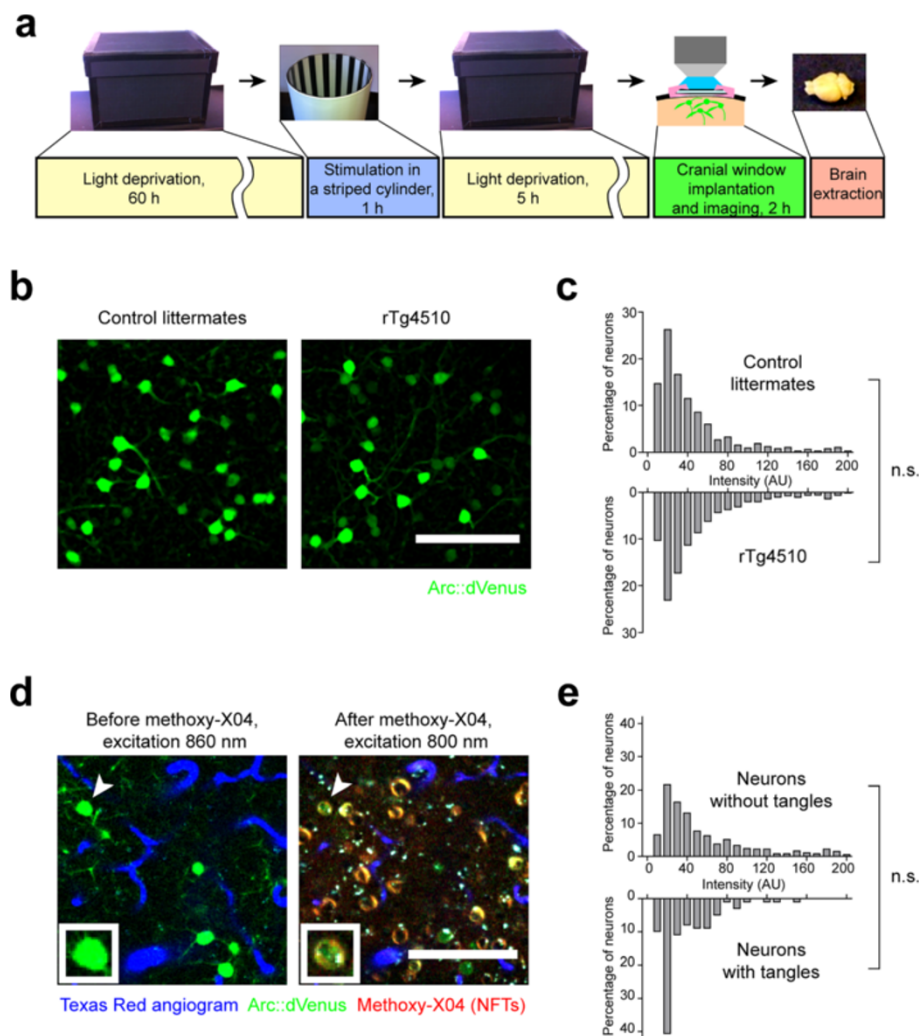 a
Light deprivation,
60 h
Stimulation in
a striped cylinder,
1 h
Light deprivation,
5 h
Cranial window
implantation
and imaging, 2 h
Brain
extraction
b
Control littermates
rTg4510
Arc::dVenus
c
Percentage of neurons
30
20
10
0
Control
littermates
0 40 80 120 160 200
Intensity (AU)
n.s.
Percentage of neurons
0
10
20
30
rTg4510
d
Before methoxy-X04,
excitation 860 nm
After methoxy-X04,
excitation 800 nm
Texas Red angiogram Arc::dVenus Methoxy-X04 (NFTs)
e
Percentage of neurons
40
30
20
10
0
Neurons
without tangles
0 40 80 120 160 200
Intensity (AU)
n.s.
Percentage of neurons
0
10
20
30
40
Neurons
with tangles